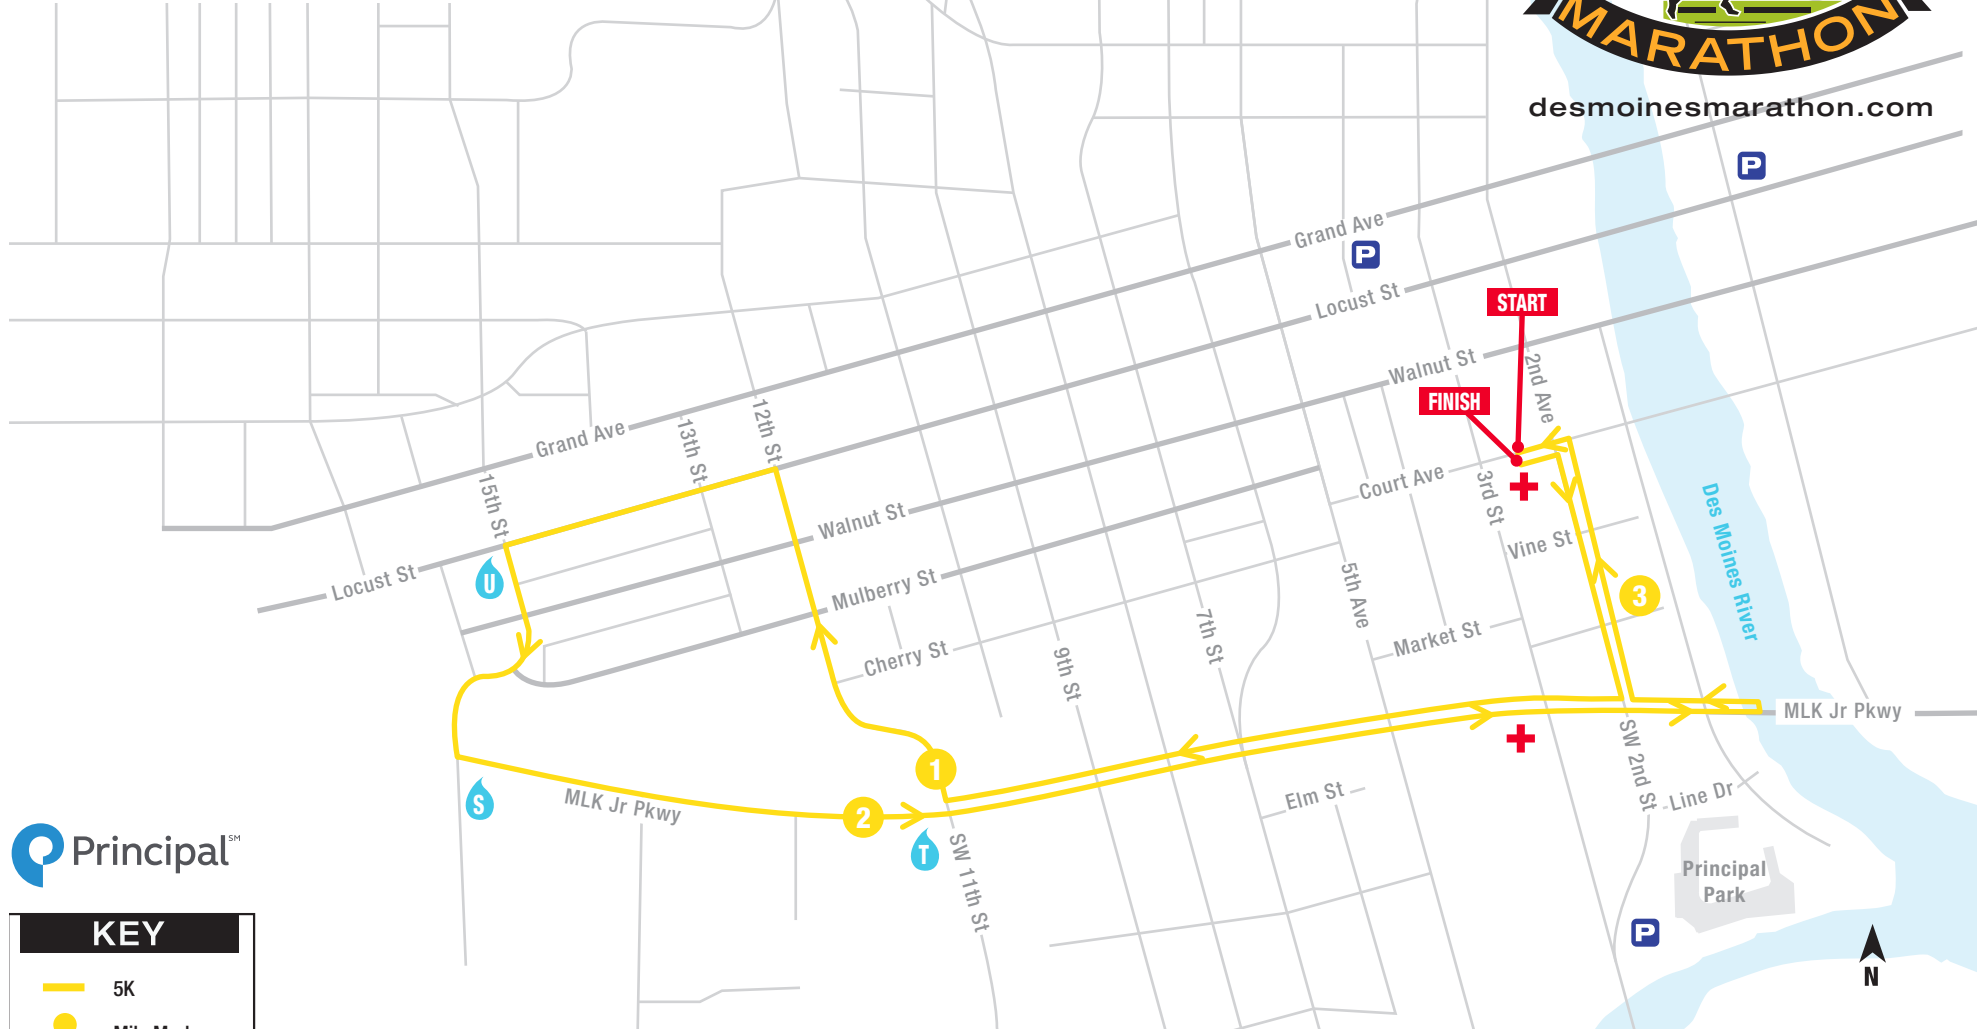 MARATHON
desmoinesmarathon.com
P
Grand Ave
P
Locust St
START
Walnut St
2nd Ave
FINISH
12th St
13th St
Grand Ave
15th St
Court Ave
3rd St
Walnut St
Vine St
Des Moines River
Locust St
U
Mulberry St
5th Ave
3
7th St
Market St
Cherry St
9th St
MLK Jr Pkwy
SW 2nd St
1
S
MLK Jr Pkwy
2
Elm St
Line Dr
T
SW 11th St
Principal℠
Principal
Park
P
KEY
N
5K